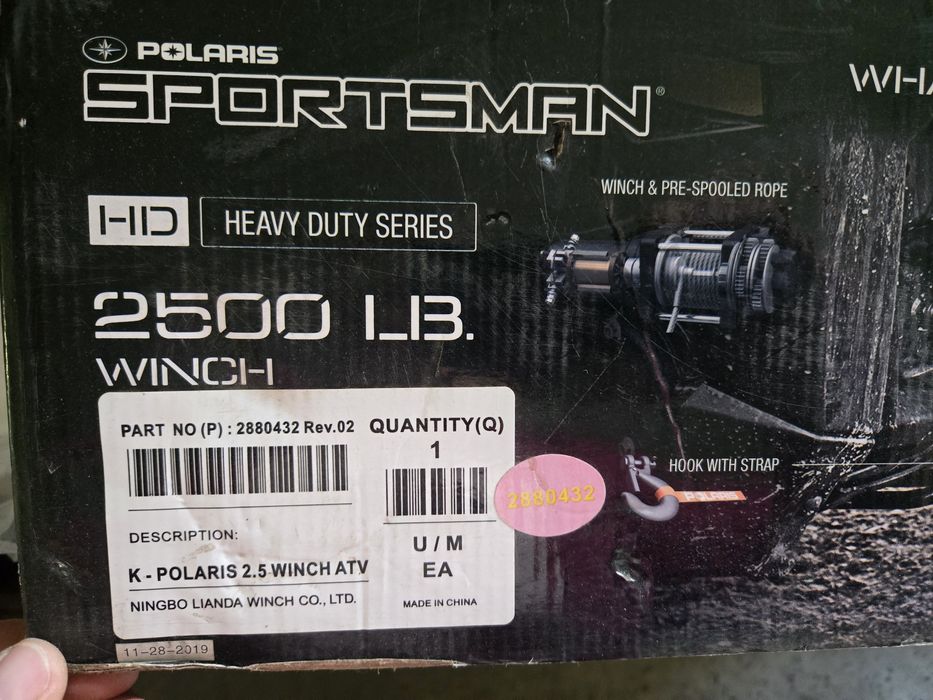 POLARIS
SPORTSMAN®
HD HEAVY DUTY SERIES
2500 LB.
WINCH
WINCH & PRE-SPOOLED ROPE
HOOK WITH STRAP
POLARIS
PART NO (P) : 2880432 Rev.02
QUANTITY(Q)
1
DESCRIPTION:
K - POLARIS 2.5 WINCH ATV
NINGBO LIANDA WINCH CO., LTD.
U / M
EA
MADE IN CHINA
2880432
11-28-2019